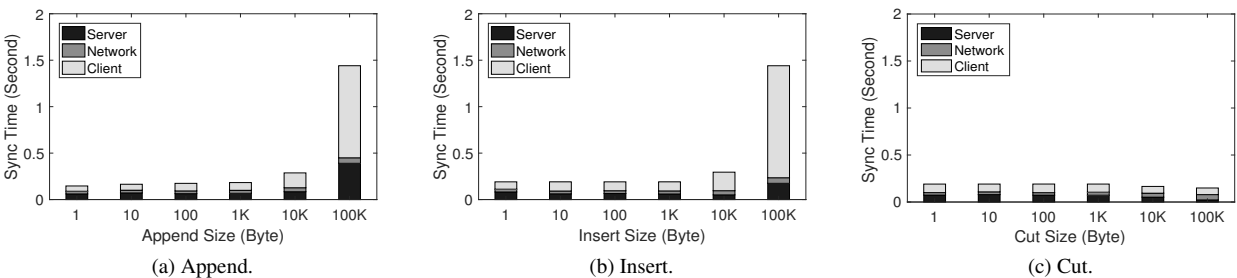 2
1.5
1
0.5
0
Sync Time (Second)
Server
Network
Client
1 10 100 1K 10K 100K
Append Size (Byte)
(a) Append.
2
1.5
1
0.5
0
Sync Time (Second)
Server
Network
Client
1 10 100 1K 10K 100K
Insert Size (Byte)
(b) Insert.
2
1.5
1
0.5
0
Sync Time (Second)
Server
Network
Client
1 10 100 1K 10K 100K
Cut Size (Byte)
(c) Cut.